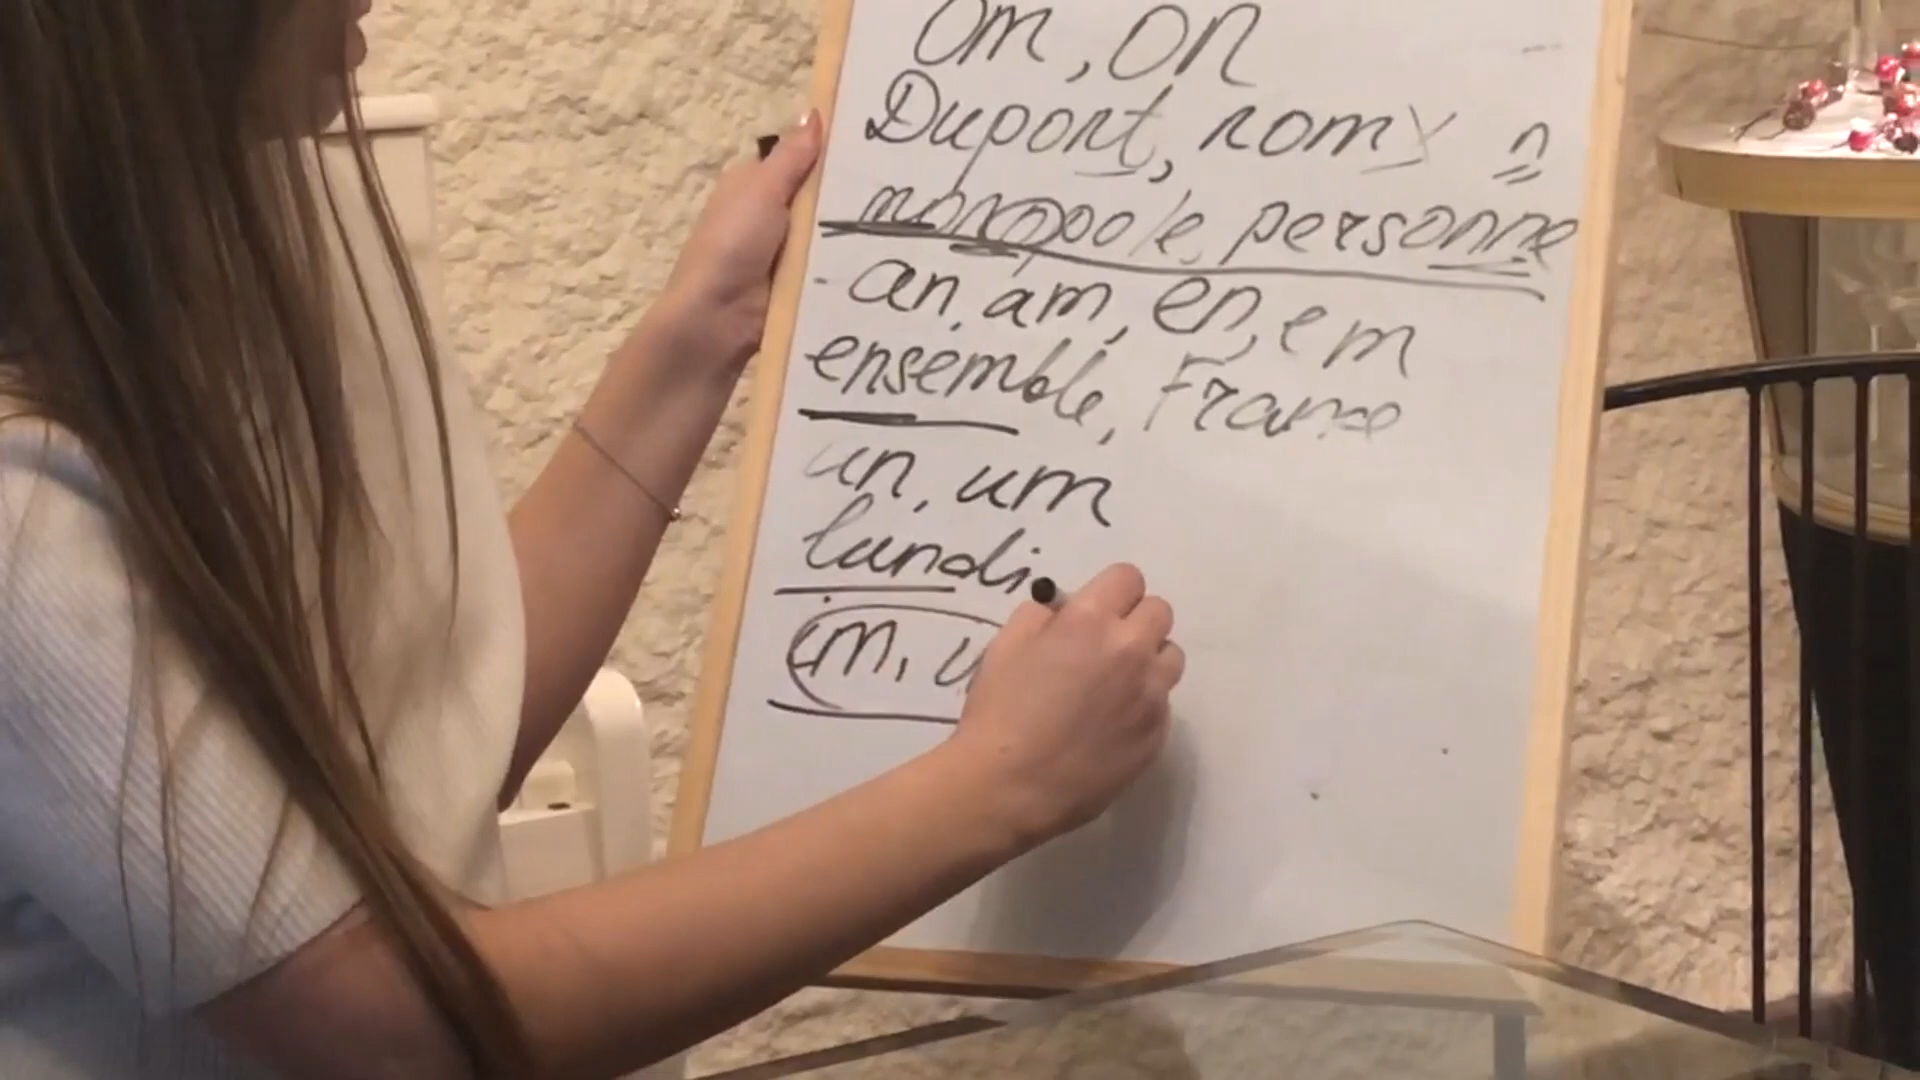 om, on
Dupont, nom
monopole, personne
- an, am, en, em
ensemble, France
un, um
lundi
im,